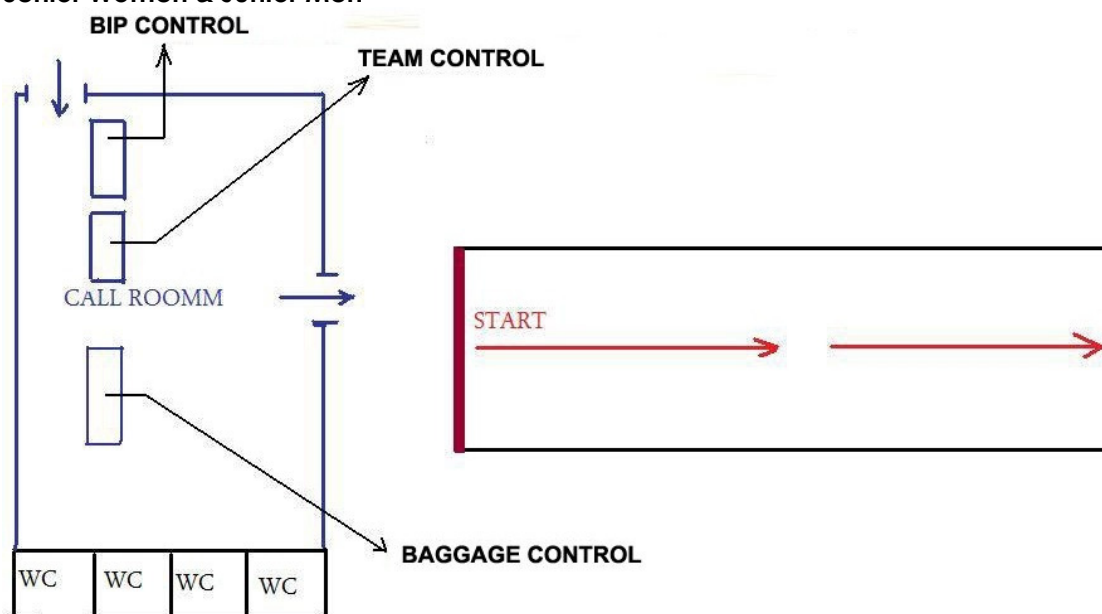 BIP CONTROL
TEAM CONTROL
CALL ROOMM
START
BAGGAGE CONTROL
WC WC WC WC